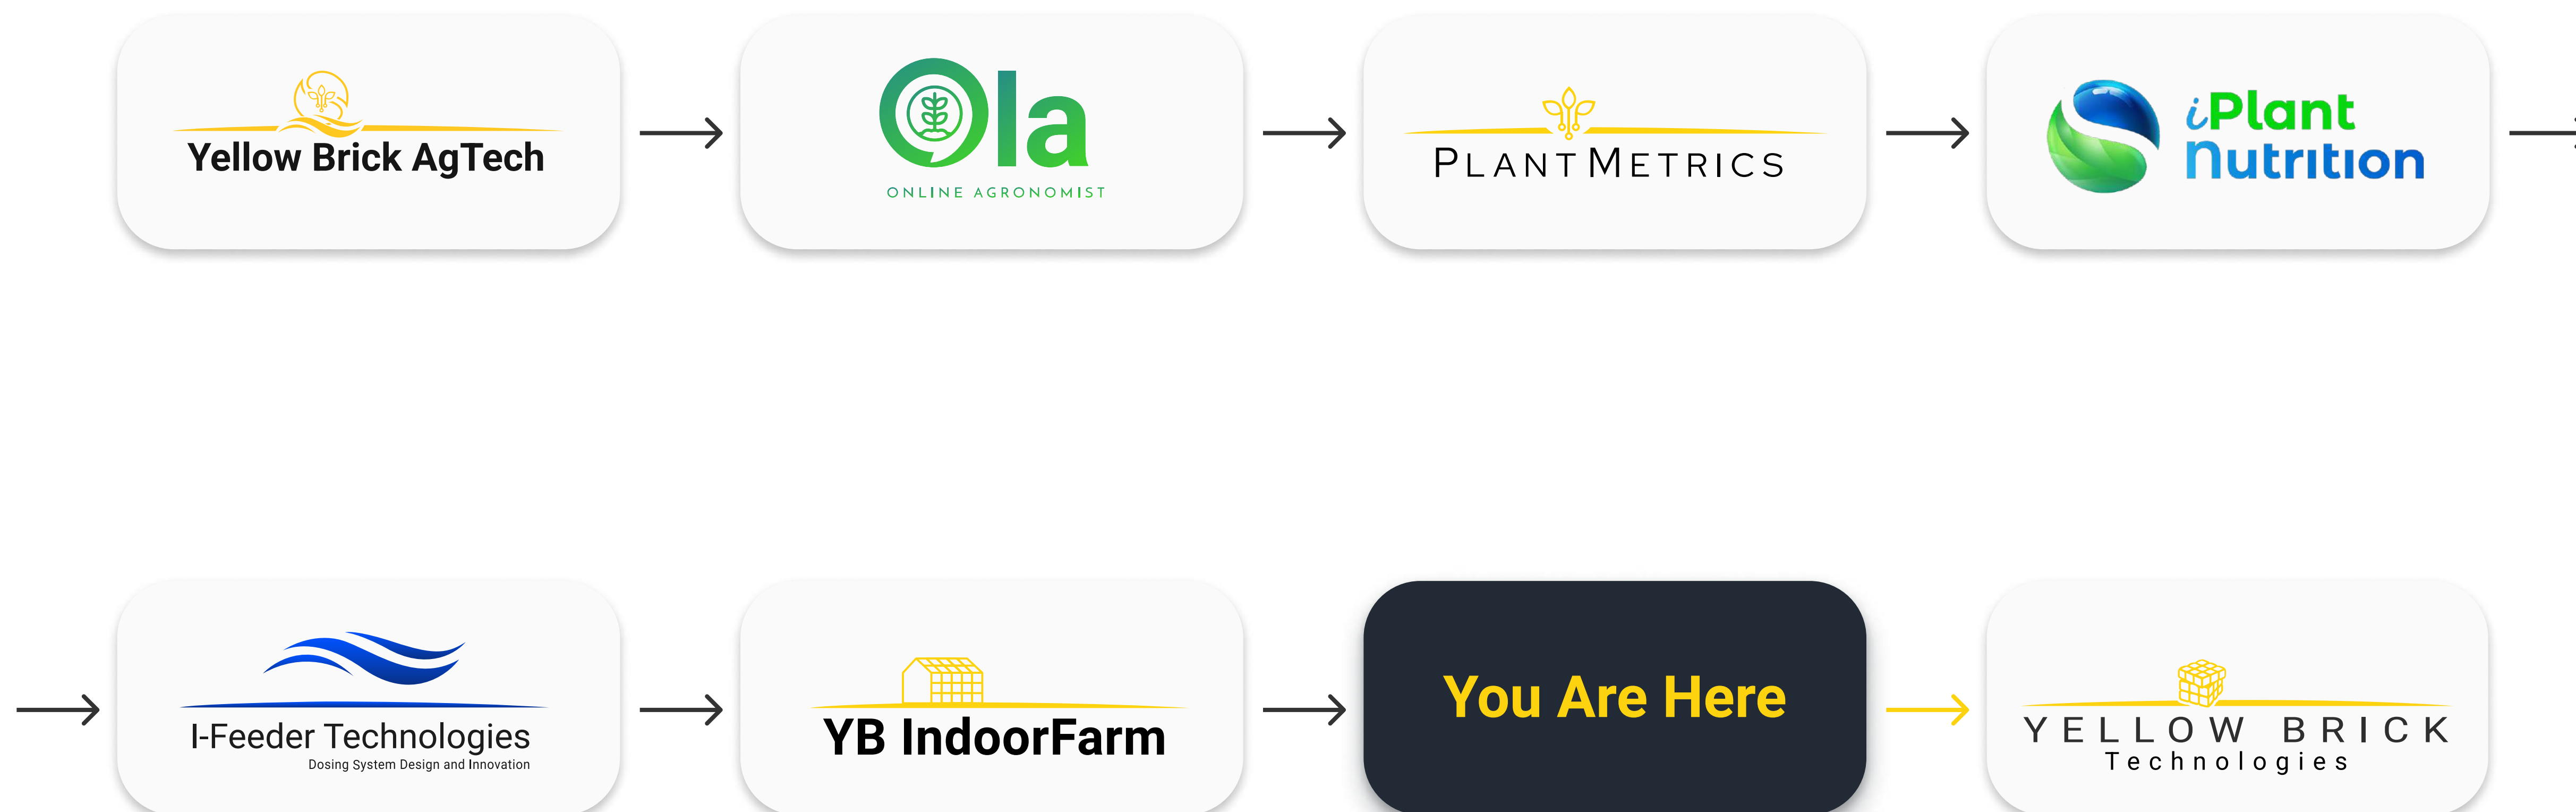 Yellow Brick AgTech
Ola
ONLINE AGRONOMIST
PLANTMETRICS
iPlant
Nutrition
I-Feeder Technologies
Dosing System Design and Innovation
YB IndoorFarm
You Are Here
YELLOW BRICK
Technologies